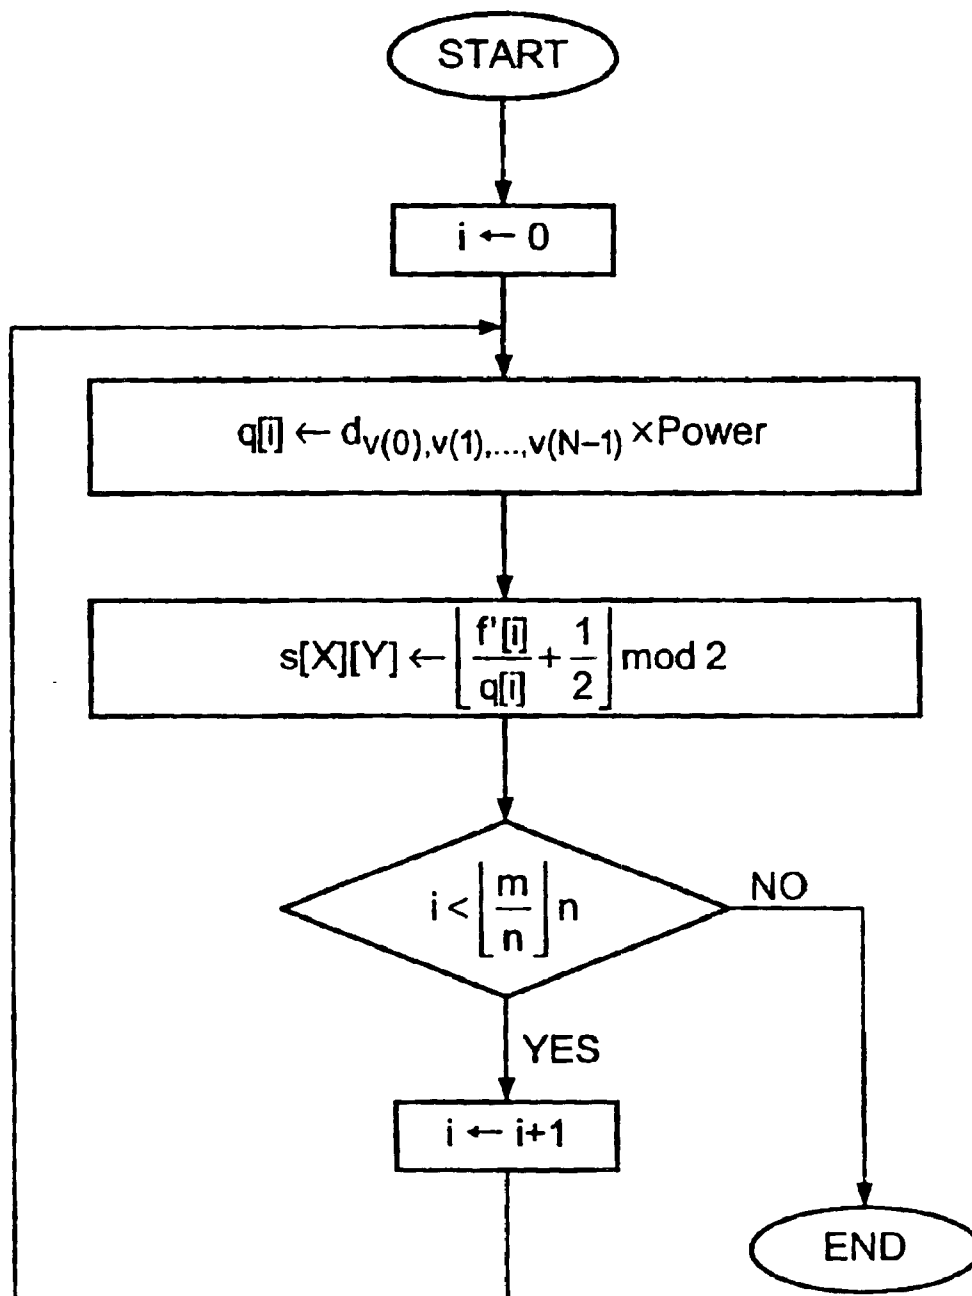 START
i ← 0
q[i] ← d_{v(0),v(1),...,v(N−1)} ×Power
s[X][Y] ← ⌊ f'[i] / q[i] + 1 / 2 ⌋ mod 2
i < ⌊ m / n ⌋ n
NO
YES
i ← i+1
END